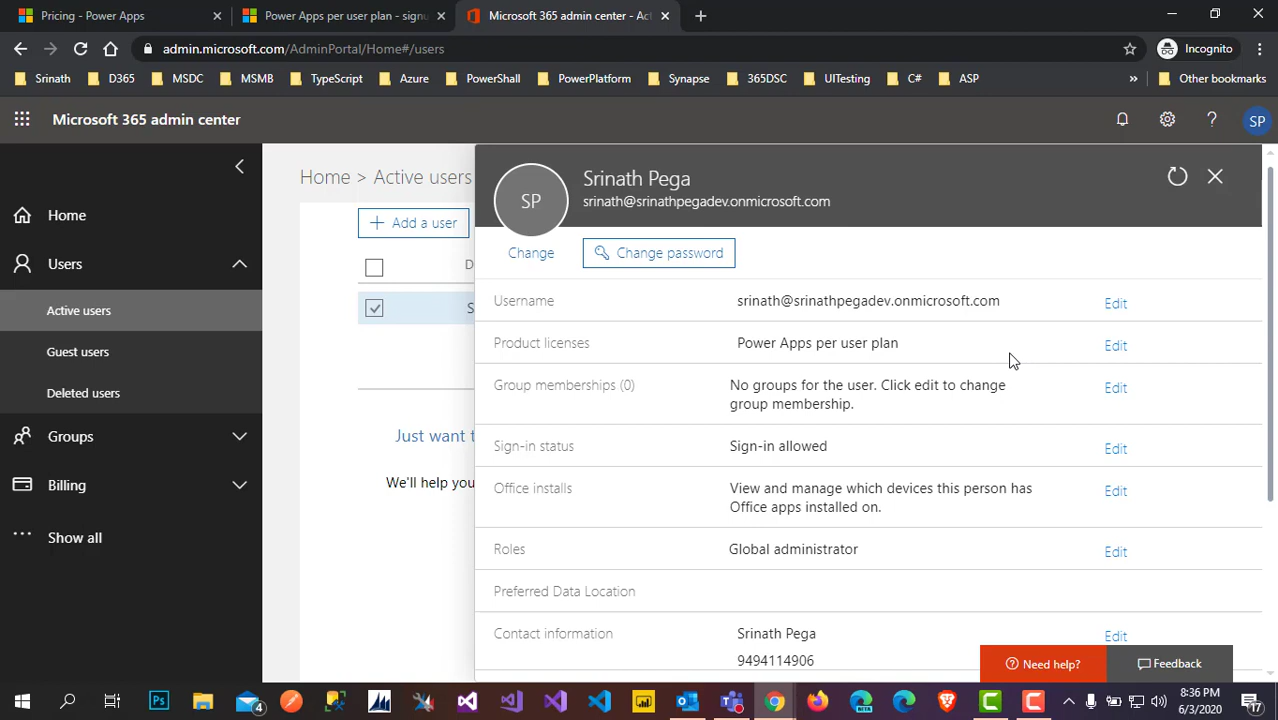 Pricing - Power Apps
Power Apps per user plan - signu
Microsoft 365 admin center - Act
admin.microsoft.com/AdminPortal/Home#/users
Incognito
Srinath
D365
MSDC
MSMB
TypeScript
Azure
PowerShall
PowerPlatform
Synapse
365DSC
UITesting
C#
ASP
Other bookmarks
Microsoft 365 admin center
SP
Home
Users
Active users
Guest users
Deleted users
Groups
Billing
Show all
Home > Active users
Add a user
D
S
Just want t
We'll help you
SP
Srinath Pega
srinath@srinathpegadev.onmicrosoft.com
Change
Change password
Username
srinath@srinathpegadev.onmicrosoft.com
Edit
Product licenses
Power Apps per user plan
Edit
Group memberships (0)
No groups for the user. Click edit to change
group membership.
Edit
Sign-in status
Sign-in allowed
Edit
Office installs
View and manage which devices this person has
Office apps installed on.
Edit
Roles
Global administrator
Edit
Preferred Data Location
Contact information
Srinath Pega
9494114906
Edit
Need help?
Feedback
Ps
4
BETA
8:36 PM
6/3/2020
17